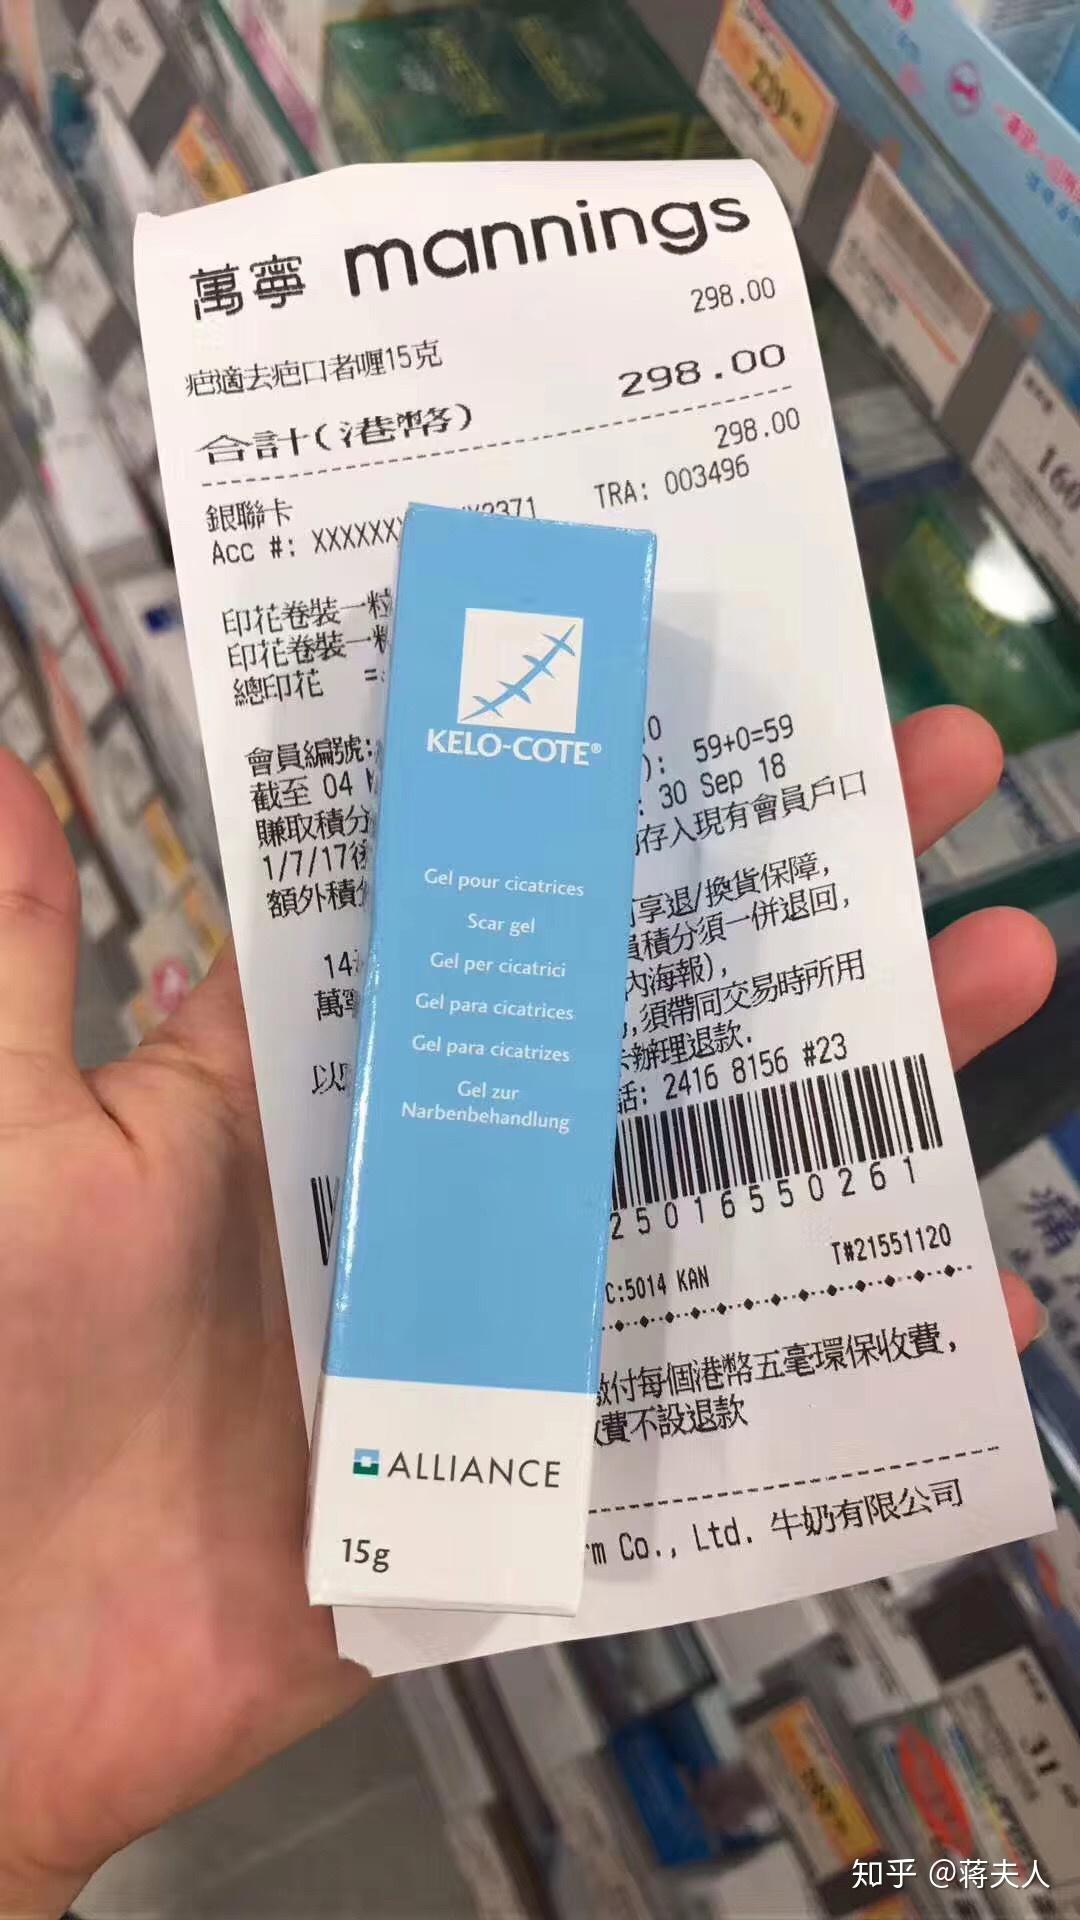 萬寧 mannings
298.00
疤適去疤口者喱15克
合計(港幣) 298.00
298.00
銀聯卡
Acc #: XXXXXXX 2371 TRA: 003496
印花卷裝一粒
印花卷裝一粒
總印花 =
會員編號:
截至 04
賺取積分 59+0=59
1/7/17 30 Sep 18
額外積分 存入現有會員戶口
享退/換貨保障,
積分須一併退回,
14
萬寧 內海報),
須帶同交易時所用
以 辦理退款.
話: 2416 8156 #23
2501655550261
C:5014 KAN T#21551120
付每個港幣五毫環保收費,
費不設退款
m Co., Ltd. 牛奶有限公司
KELO-COTE®
Gel pour cicatrices
Scar gel
Gel per cicatrici
Gel para cicatrices
Gel para cicatrizes
Gel zur
Narbenbehandlung
ALLIANCE
15g
知乎 @蒋夫人